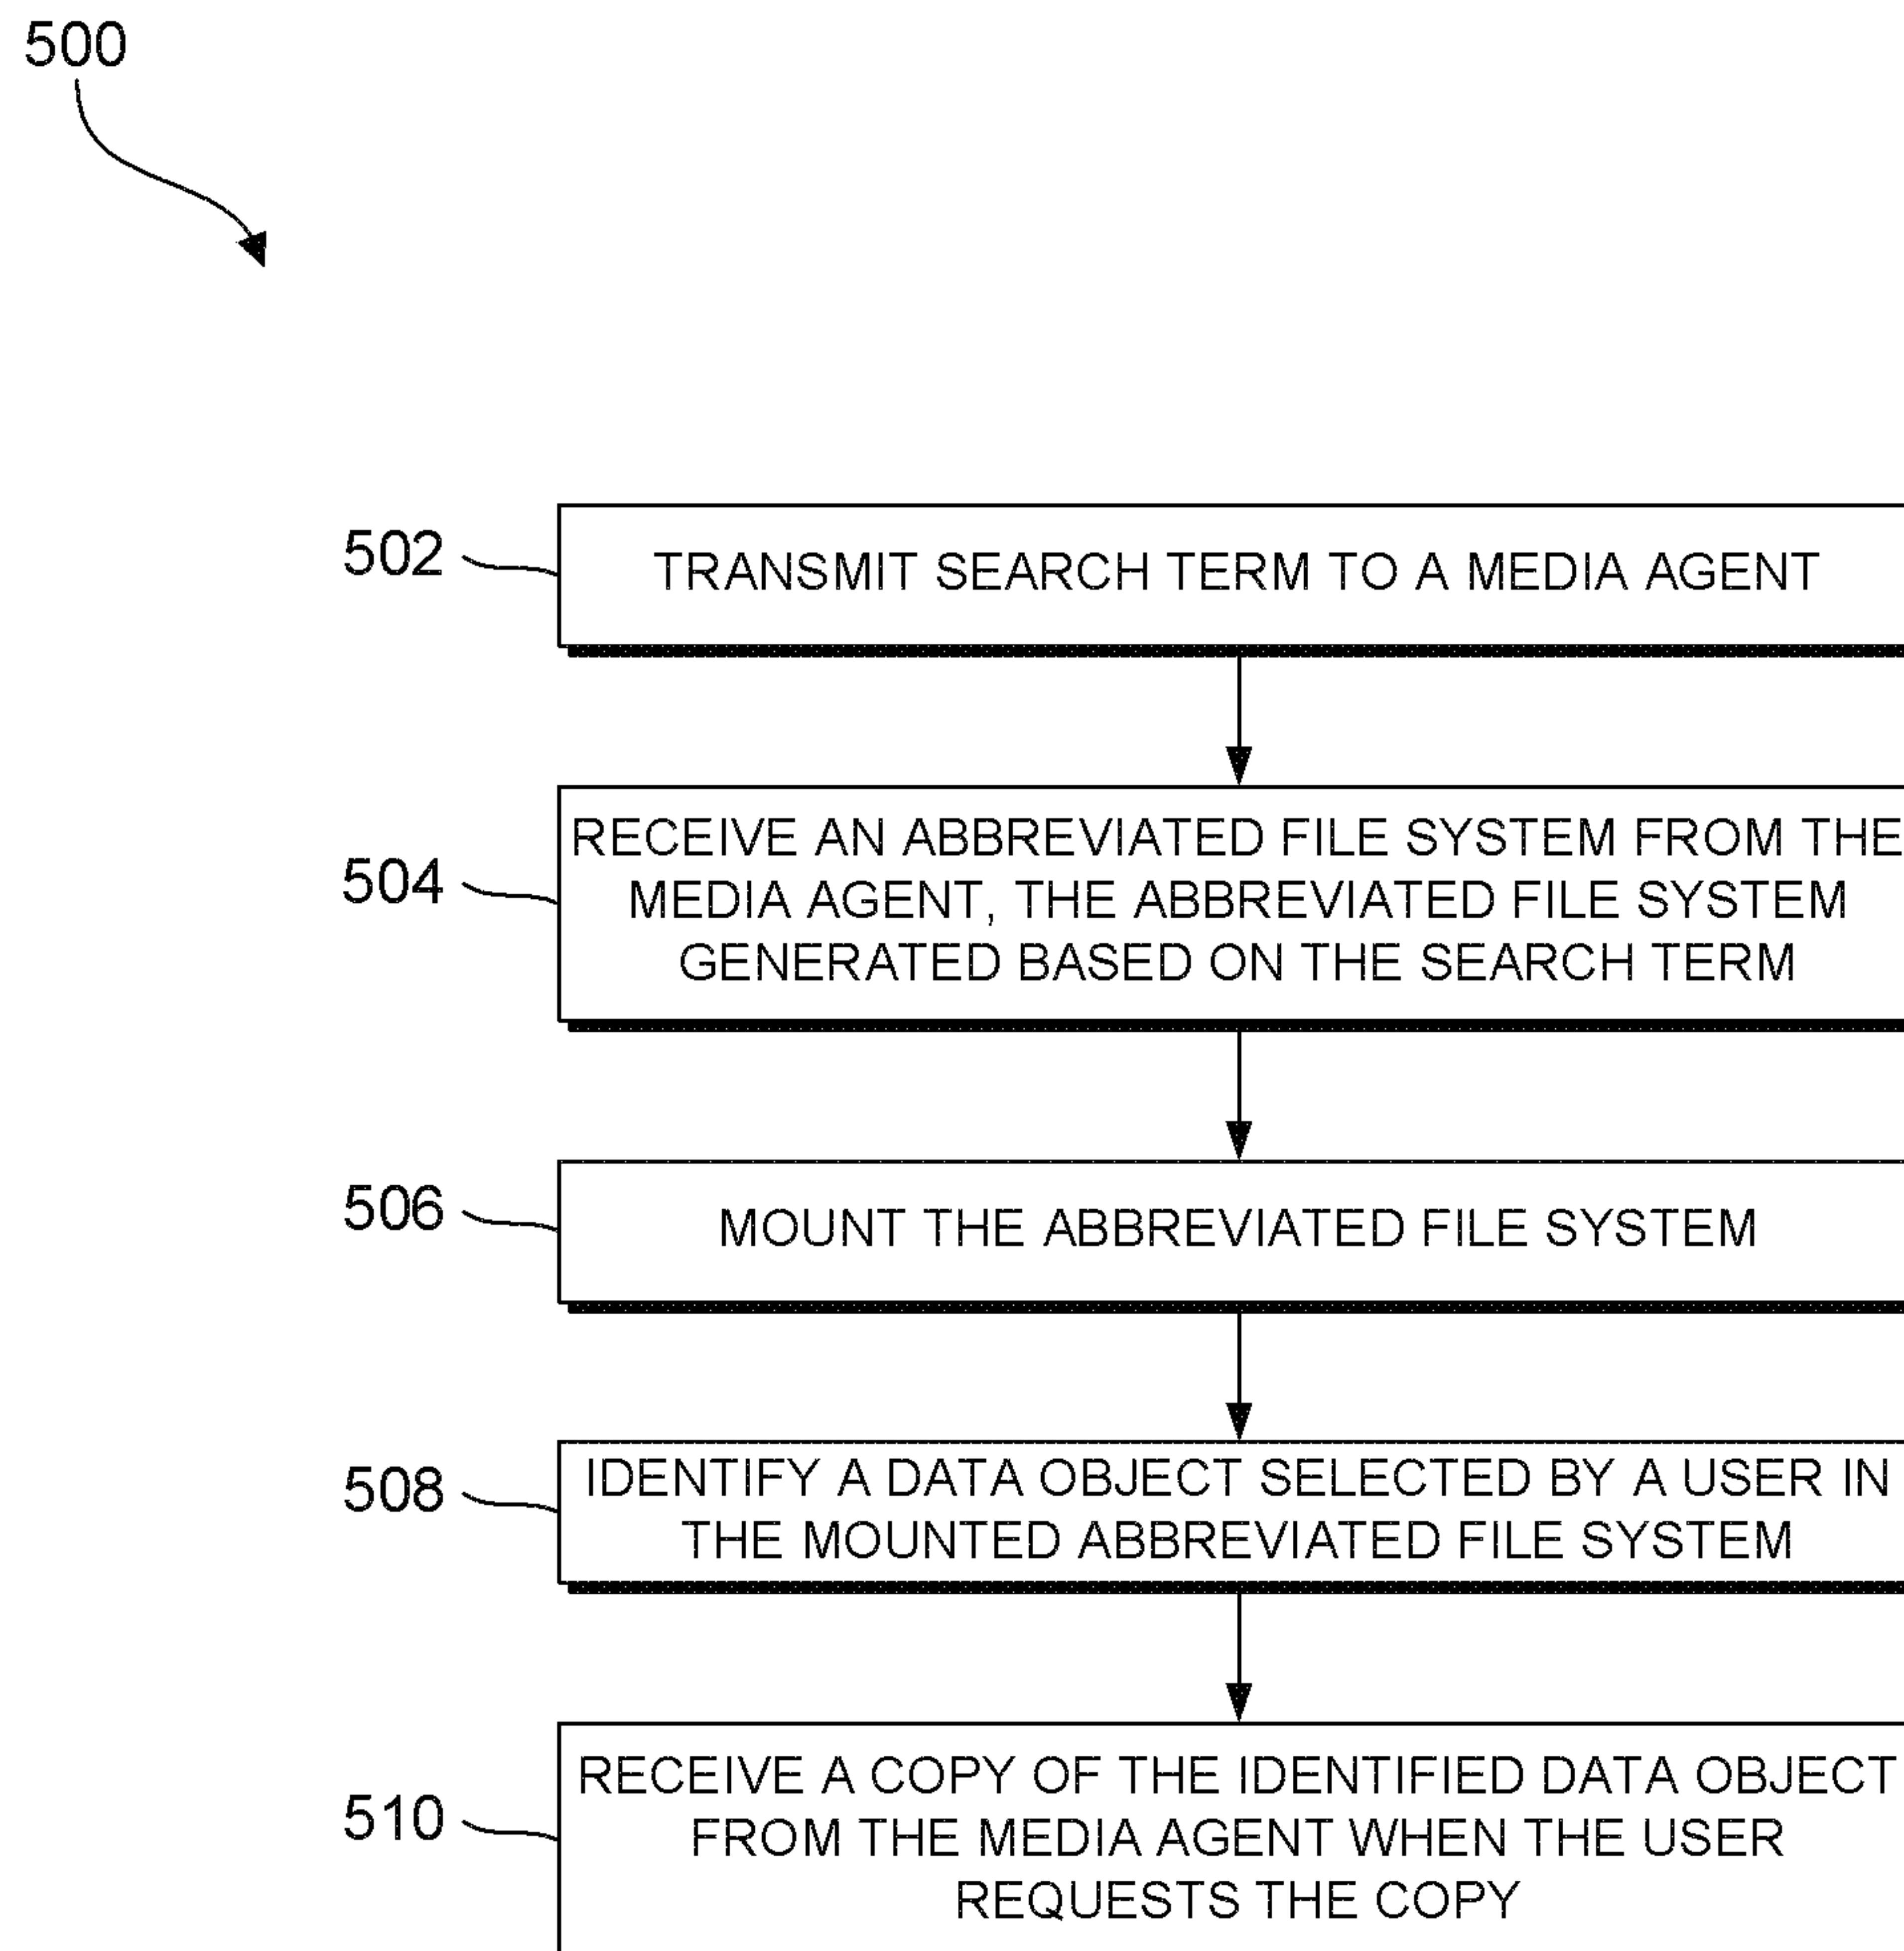 500
502
TRANSMIT SEARCH TERM TO A MEDIA AGENT
504
RECEIVE AN ABBREVIATED FILE SYSTEM FROM THE
MEDIA AGENT, THE ABBREVIATED FILE SYSTEM
GENERATED BASED ON THE SEARCH TERM
506
MOUNT THE ABBREVIATED FILE SYSTEM
508
IDENTIFY A DATA OBJECT SELECTED BY A USER IN
THE MOUNTED ABBREVIATED FILE SYSTEM
510
RECEIVE A COPY OF THE IDENTIFIED DATA OBJECT
FROM THE MEDIA AGENT WHEN THE USER
REQUESTS THE COPY